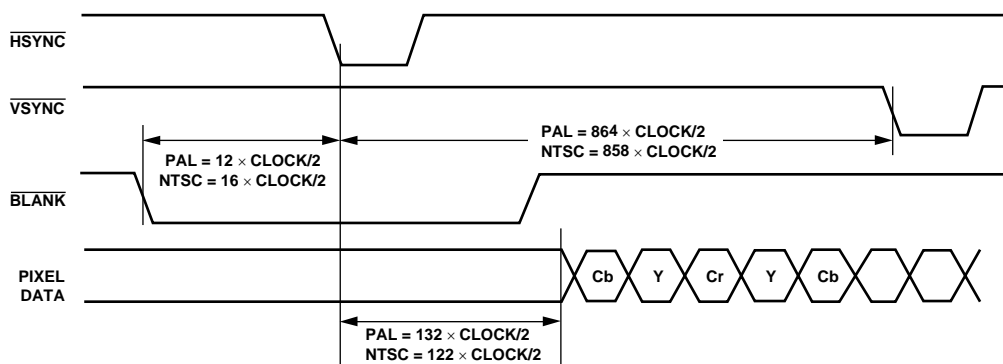 HSYNC
VSYNC
PAL = 864 × CLOCK/2
NTSC = 858 × CLOCK/2
PAL = 12 × CLOCK/2
NTSC = 16 × CLOCK/2
BLANK
PIXEL
DATA
Cb Y Cr Y Cb
PAL = 132 × CLOCK/2
NTSC = 122 × CLOCK/2